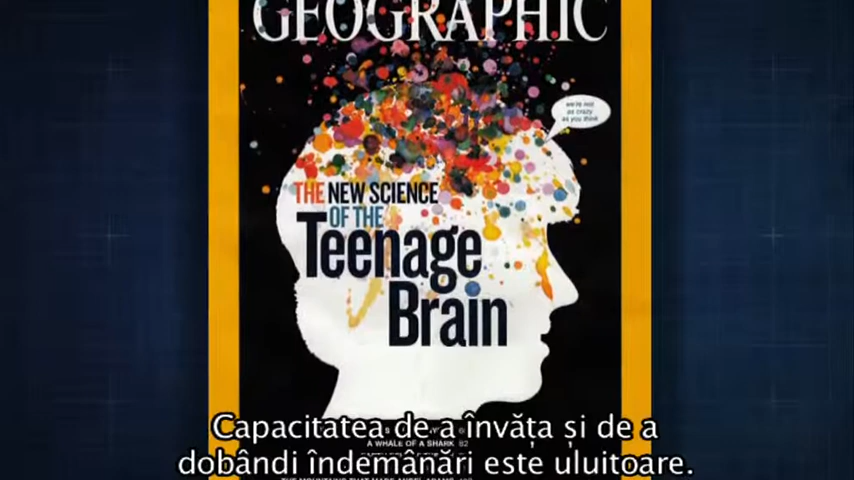 GEOGRAPHIC
we're not
as crazy
as you think
THE NEW SCIENCE
OF THE
Teenage
Brain
A WHALE OF A SHARK 82
Capacitatea de a învăța și de a
dobândi îndemânări este uluitoare.